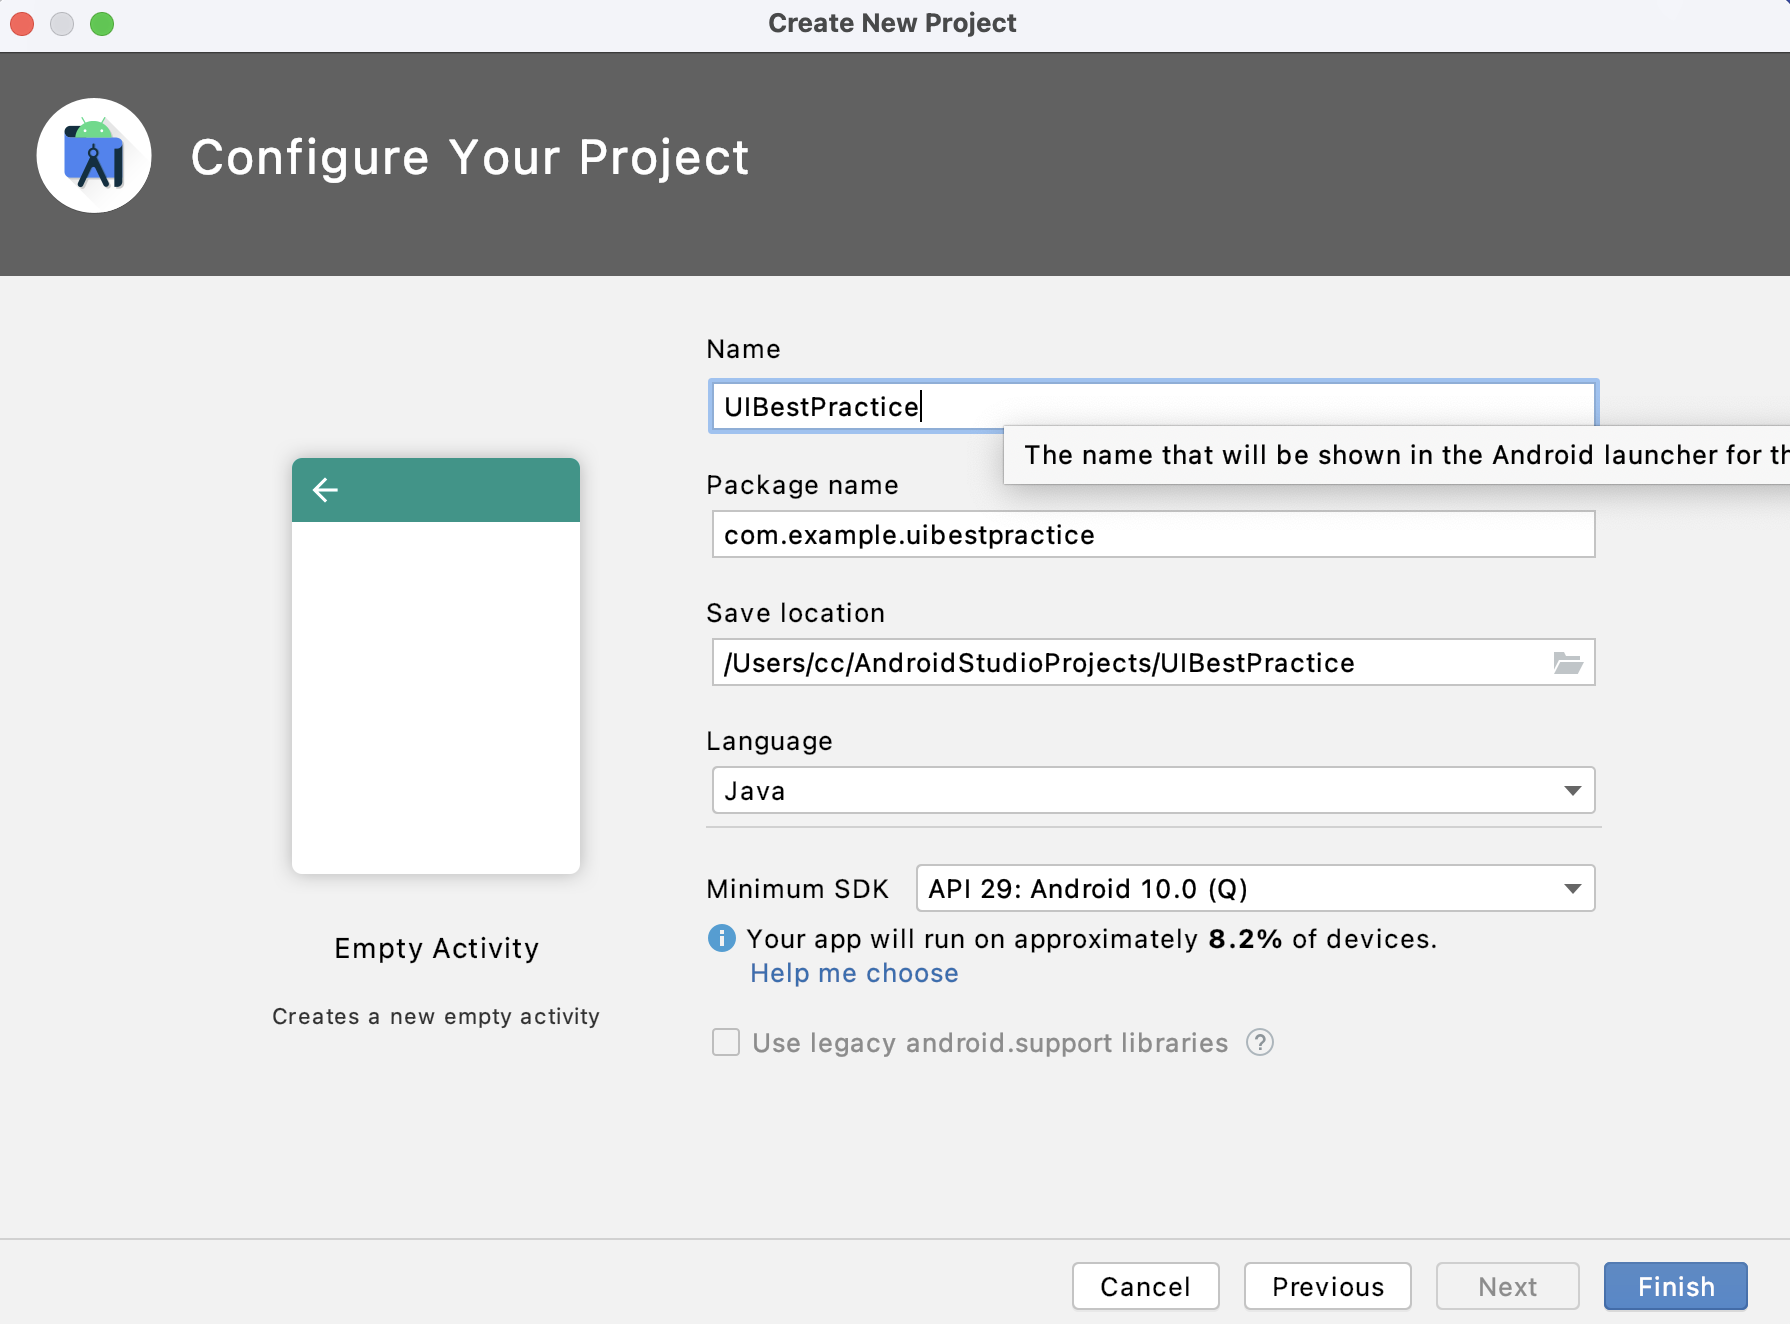 Create New Project
Configure Your Project
Name
UIBestPractice
The name that will be shown in the Android launcher for
Package name
com.example.uibestpractice
Save location
/Users/cc/AndroidStudioProjects/UIBestPractice
Language
Java
Minimum SDK API 29: Android 10.0 (Q)
Your app will run on approximately 8.2% of devices.
Help me choose
Use legacy android.support libraries ?
Empty Activity
Creates a new empty activity
Cancel Previous Next Finish